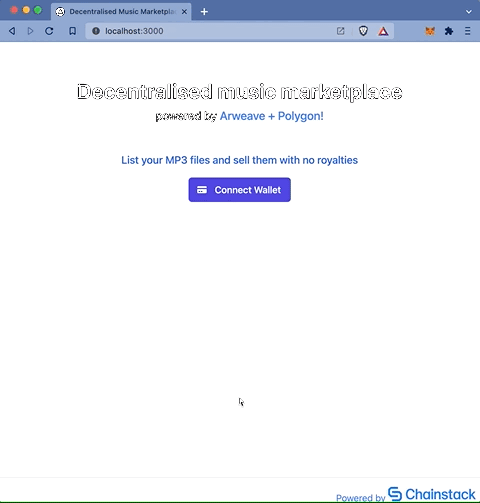 Decentralised Music Marketpla
localhost:3000
Decentralised music marketplace
powered by Arweave + Polygon!
List your MP3 files and sell them with no royalties
Connect Wallet
Powered by Chainstack